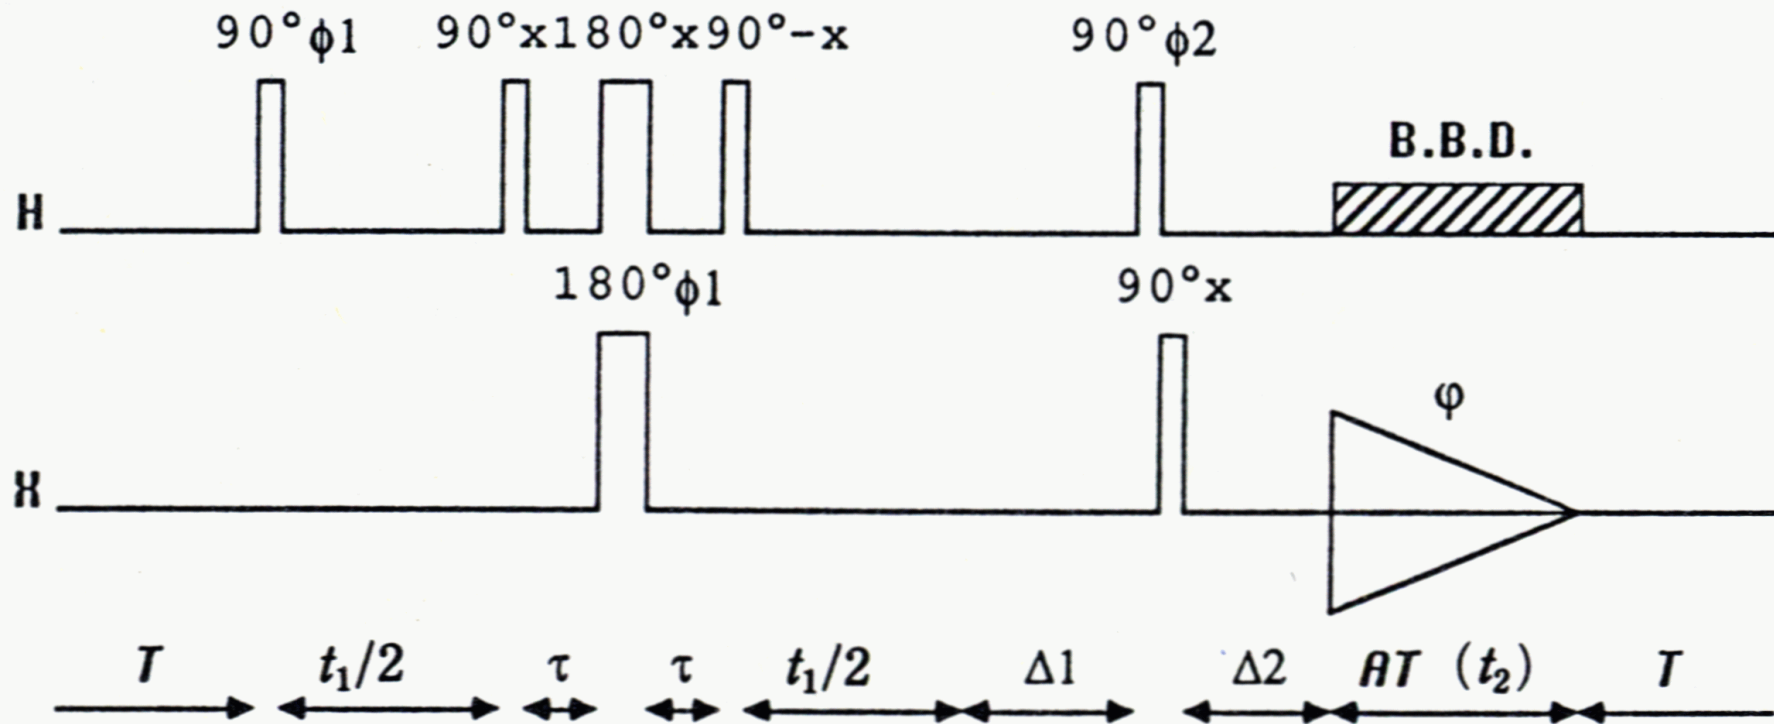 90°ϕ1 90°x180°x90°-x 90°ϕ2
B.B.D.
H
180°ϕ1 90°x
φ
X
T t₁/2 τ τ t₁/2 Δ1 Δ2 AT (t₂) T